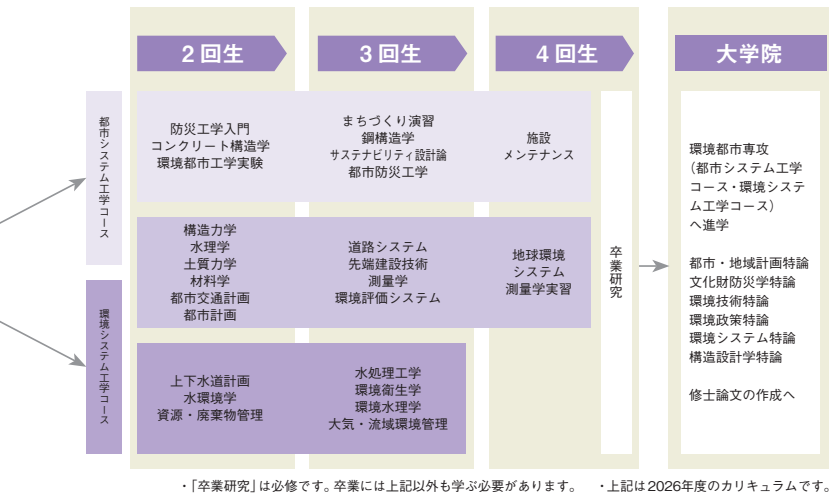 2回生
3回生
4回生
大学院
都市システム工学コース
防災工学入門
コンクリート構造学
環境都市工学実験
まちづくり演習
鋼構造学
サステナビリティ設計論
都市防災工学
施設
メンテナンス
構造力学
水理学
土質力学
材料学
都市交通計画
都市計画
道路システム
先端建設技術
測量学
環境評価システム
地球環境
システム
測量学実習
環境システム工学コース
上下水道計画
水環境学
資源・廃棄物管理
水処理工学
環境衛生学
環境水理学
大気・流域環境管理
卒業研究
環境都市専攻
（都市システム工学
コース・環境システ
ム工学コース）
へ進学
都市・地域計画特論
文化財防災学特論
環境技術特論
環境政策特論
環境システム特論
構造設計学特論
修士論文の作成へ
・「卒業研究」は必修です。卒業には上記以外も学ぶ必要があります。 ・上記は2026年度のカリキュラムです。